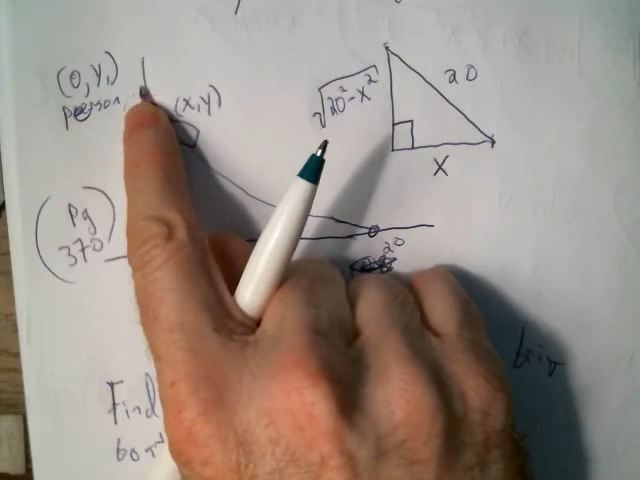 (0, y₁)
person
(x, y)
√20²-x²
20
x
(Pg
370)
20
Find